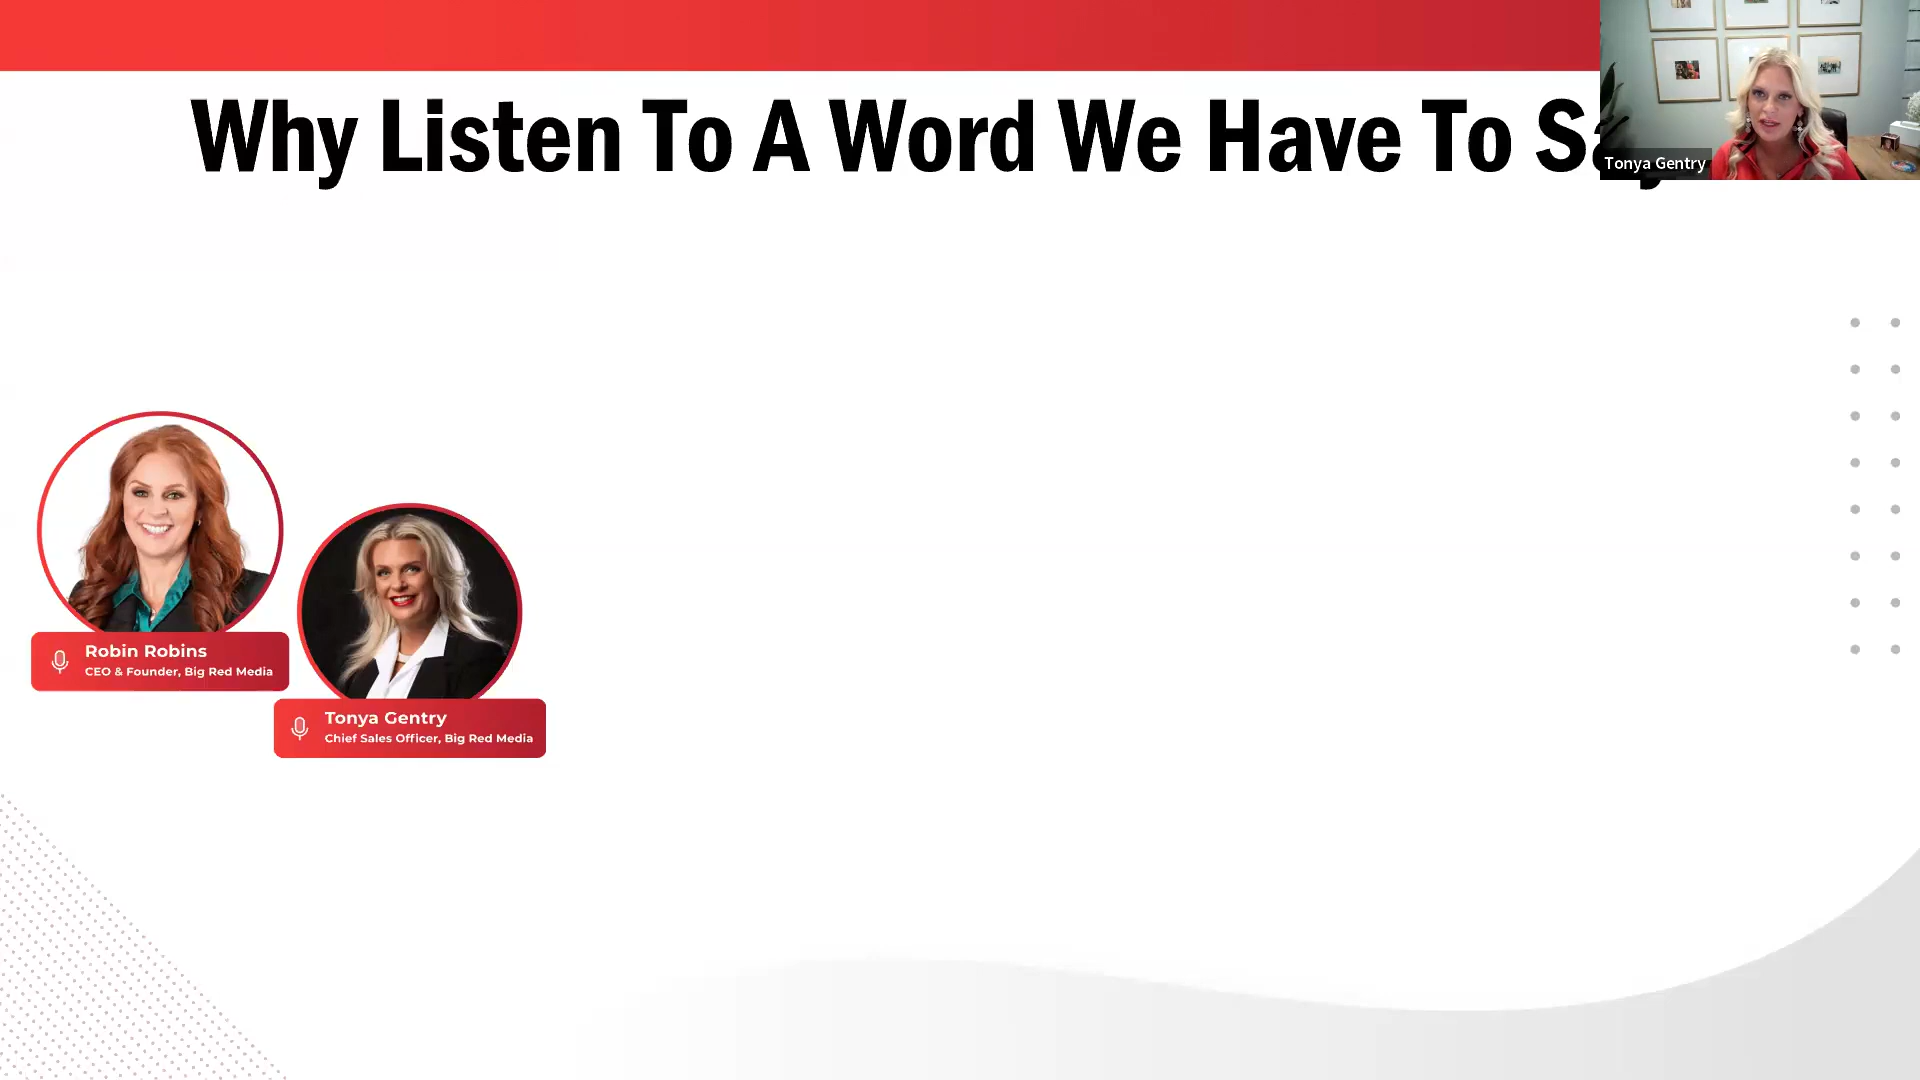 Why Listen To A Word We Have To
Tonya Gentry
Robin Robins
CEO & Founder, Big Red Media
Tonya Gentry
Chief Sales Officer, Big Red Media